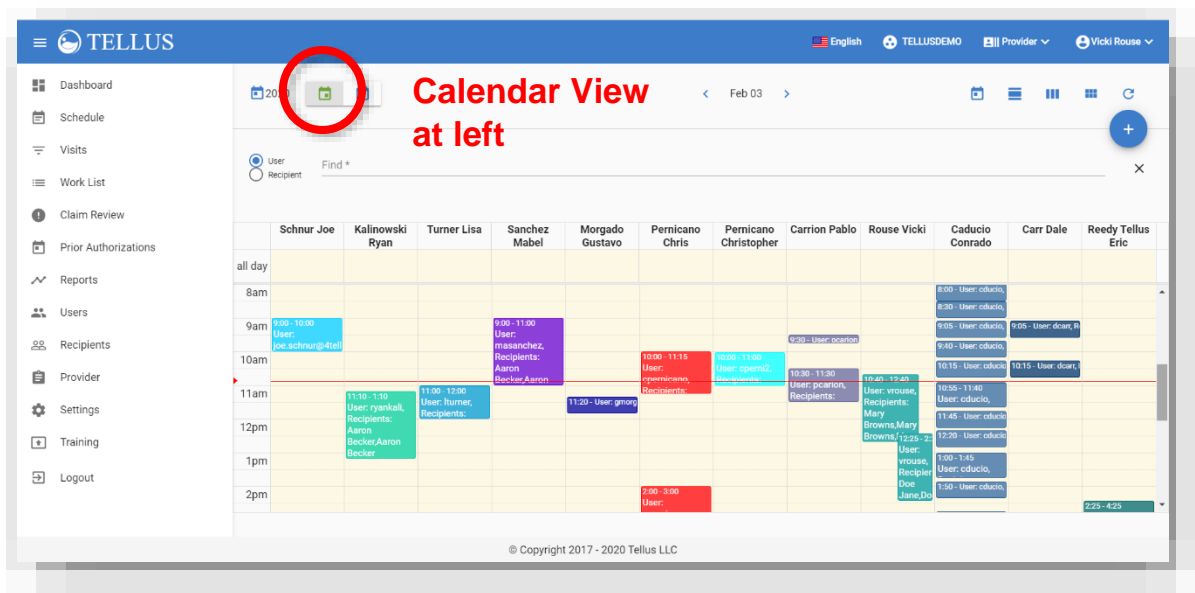 TELLUS
English
TELLUSDEMO
Provider
Vicki Rouse
Dashboard
Schedule
Visits
Work List
Claim Review
Prior Authorizations
Reports
Users
Recipients
Provider
Settings
Training
Logout
Calendar View
at left
Feb 03
+
User
Recipient
Find *
Schnur Joe
Kalinowski
Ryan
Turner Lisa
Sanchez
Mabel
Morgado
Gustavo
Pernicano
Chris
Pernicano
Christopher
Carrion Pablo
Rouse Vicki
Caducio
Conrado
Carr Dale
Reedy Tellus
Eric
all day
8am
9am
10am
11am
12pm
1pm
2pm
9:00 - 10:00
User:
joe.schnur@4tell
11:10 - 1:10
User: ryankali,
Recipients:
Aaron
Becker,Aaron
Becker
11:00 - 12:00
User: lturner,
Recipients:
9:00 - 11:00
User:
masanchez,
Recipients:
Aaron
Becker,Aaron
11:20 - User: gmorg
10:00 - 11:15
User:
cpernicano,
Recipients:
2:00 - 3:00
User:
10:00 - 11:00
User: cperni2,
Recipients:
9:30 - User: pcarion,
10:30 - 11:30
User: pcarion,
Recipients:
10:40 - 12:40
User: vrouse,
Recipients:
Mary
Browns,Mary
Browns,
12:25 - 2:
User:
vrouse,
Recipier
Doe
Jane,Do
8:00 - User: cducio,
8:30 - User: cducio,
9:05 - User: cducio,
9:40 - User: cducio,
10:15 - User: cducio
10:55 - 11:40
User: cducio,
11:45 - User: cducio
12:20 - User: cducio
1:00 - 1:45
User: cducio,
1:50 - User: cducio,
9:05 - User: dcarr, R
10:15 - User: dcarr,
2:25 - 4:25
© Copyright 2017 - 2020 Tellus LLC